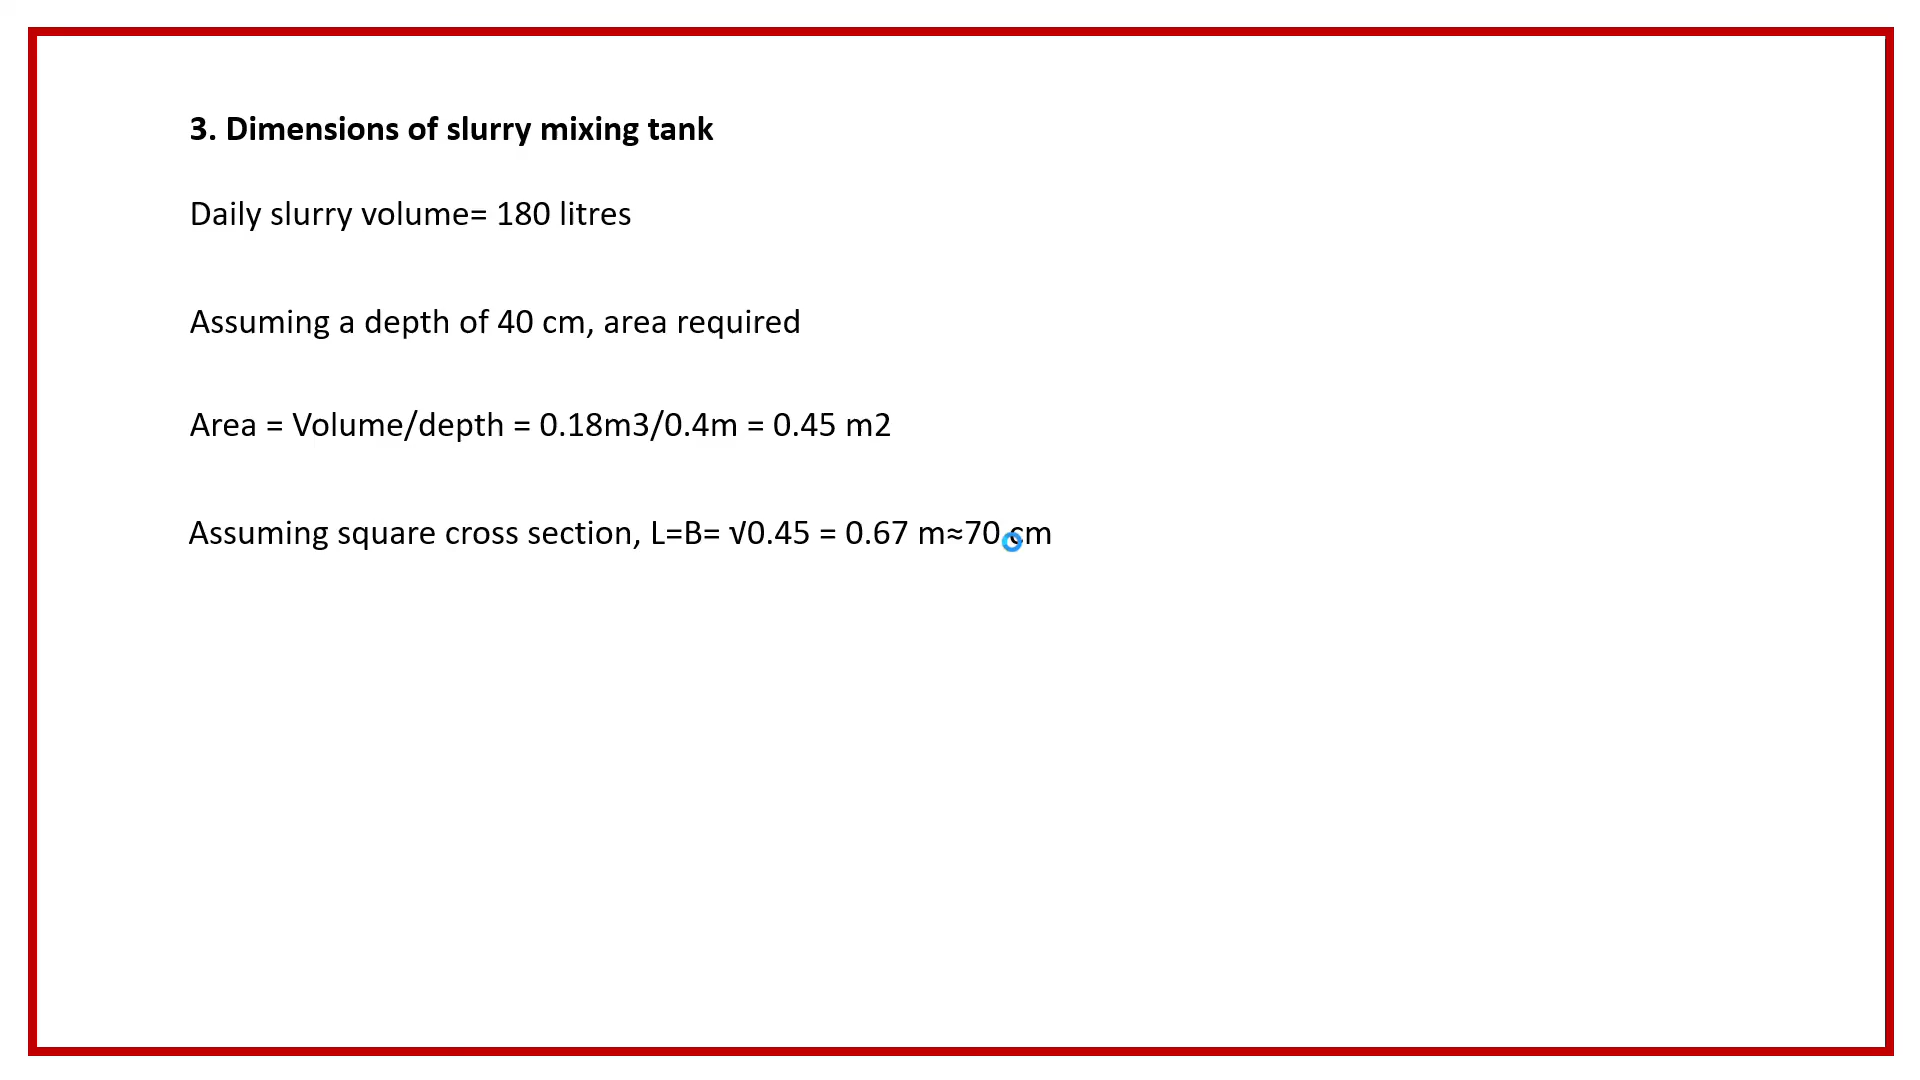 3. Dimensions of slurry mixing tank
Daily slurry volume= 180 litres
Assuming a depth of 40 cm, area required
Area = Volume/depth = 0.18m3/0.4m = 0.45 m2
Assuming square cross section, L=B= √0.45 = 0.67 m≈70 cm